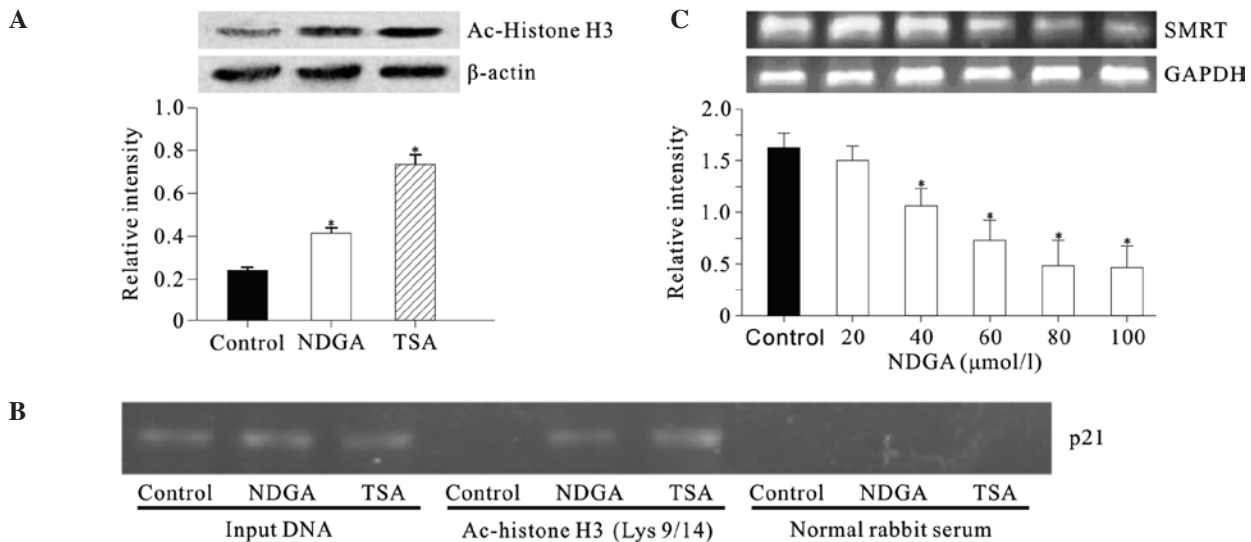 A
Ac-Histone H3
β-actin
Relative intensity
1.0
0.8
0.6
0.4
0.2
0
*
*
Control NDGA TSA
C
SMRT
GAPDH
Relative intensity
2.0
1.5
1.0
0.5
0
*
*
*
*
Control 20 40 60 80 100
NDGA (μmol/l)
B
p21
Control NDGA TSA Control NDGA TSA Control NDGA TSA
Input DNA Ac-histone H3 (Lys 9/14) Normal rabbit serum